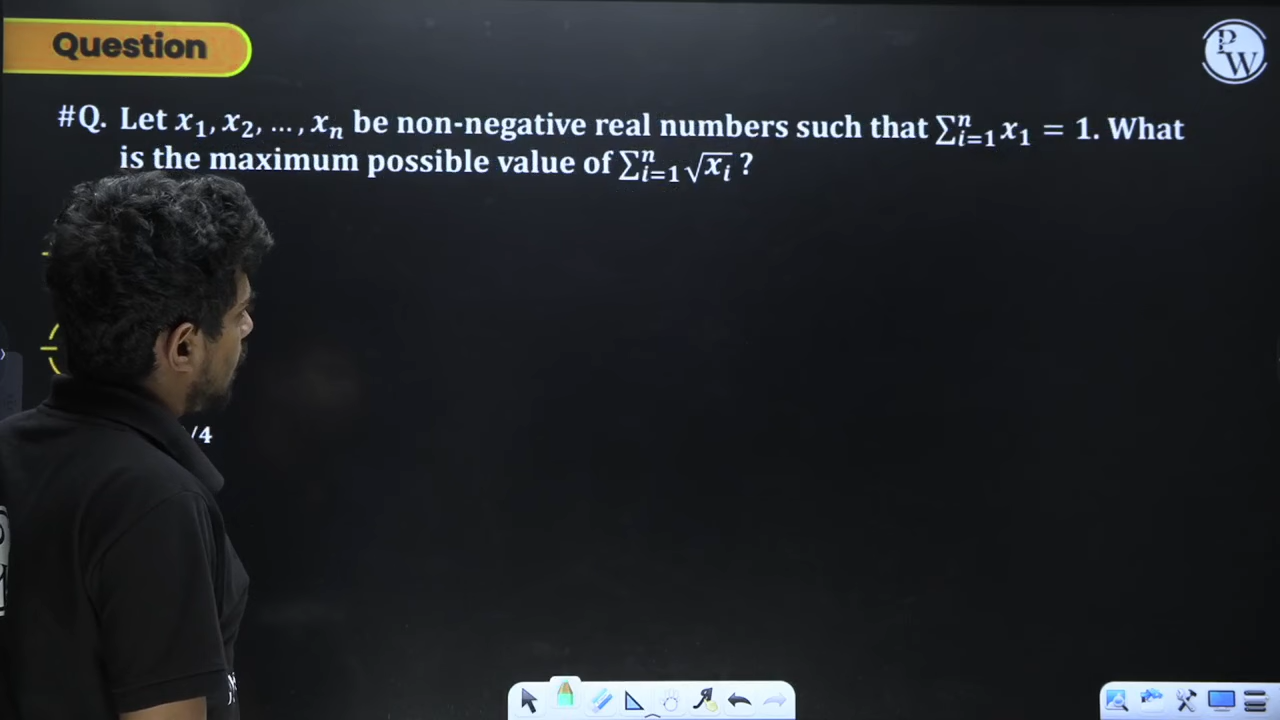 Question
PW
#Q. Let x₁, x₂, ..., xₙ be non-negative real numbers such that ∑ⁿᵢ₌₁ x₁ = 1. What
is the maximum possible value of ∑ⁿᵢ₌₁ √xᵢ ?
/4